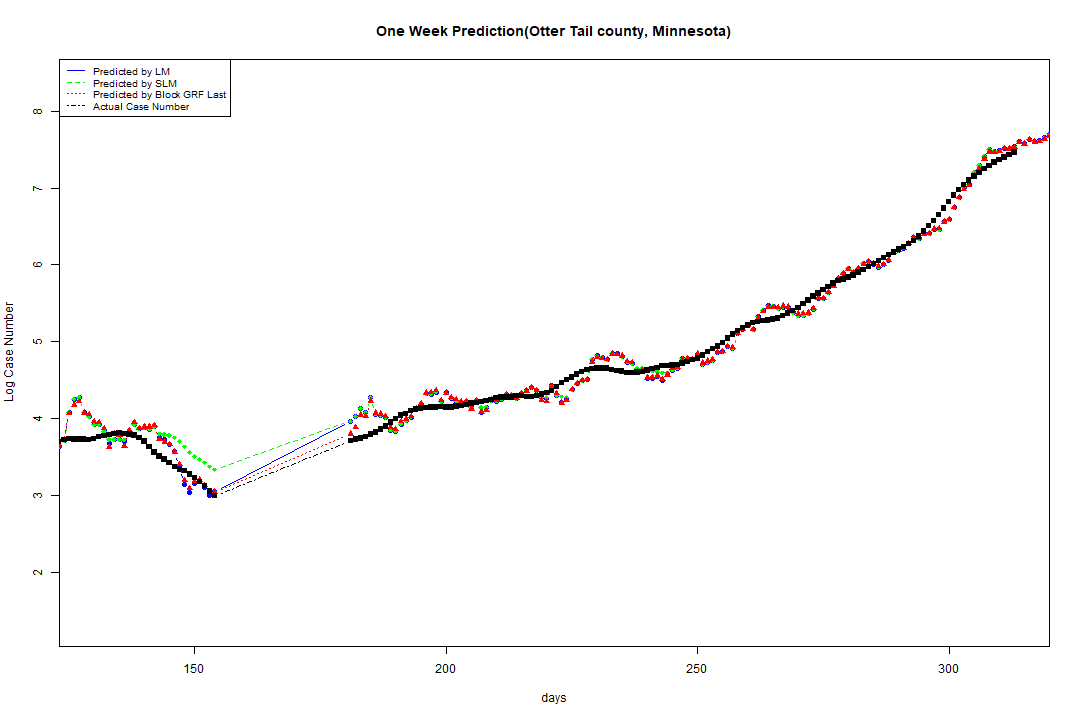 One Week Prediction(Otter Tail county, Minnesota)
Predicted by LM
Predicted by SLM
Predicted by Block GRF Last
Actual Case Number
Log Case Number
8
7
6
5
4
3
2
150
200
250
300
days